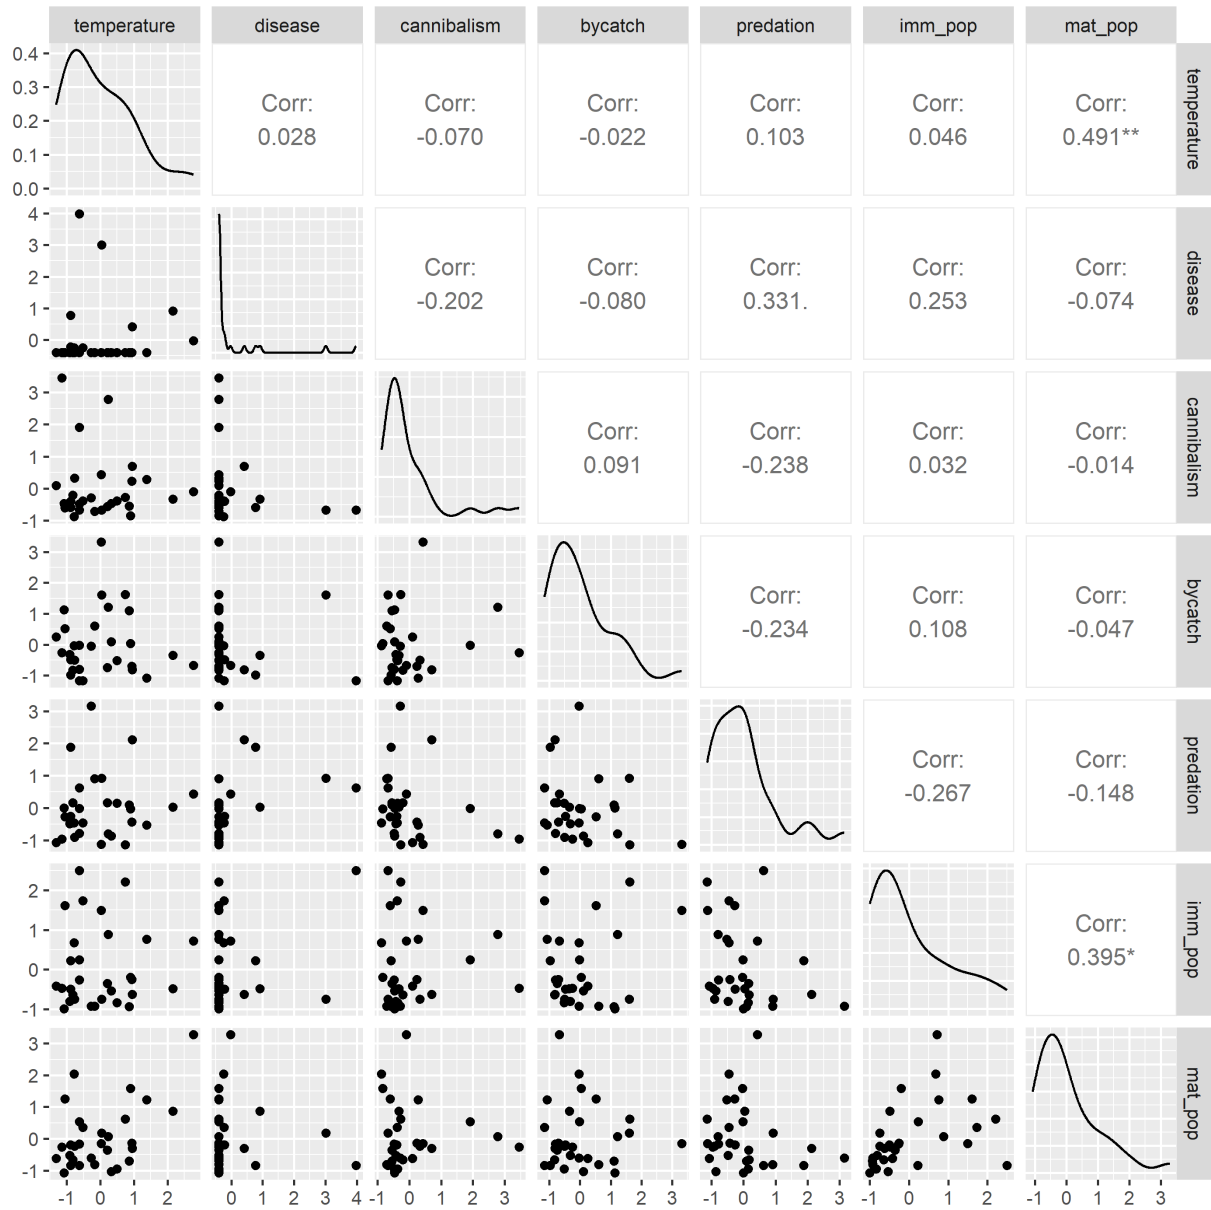 temperature disease cannibalism bycatch predation imm_pop mat_pop
0.4
0.3
0.2
0.1
0.0
Corr: Corr: Corr: Corr: Corr: Corr:
0.028 -0.070 -0.022 0.103 0.046 0.491**
temperature
4
3
2
1
0
Corr: Corr: Corr: Corr: Corr:
-0.202 -0.080 0.331. 0.253 -0.074
disease
3
2
1
0
-1
Corr: Corr: Corr: Corr:
0.091 -0.238 0.032 -0.014
cannibalism
3
2
1
0
-1
Corr: Corr: Corr:
-0.234 0.108 -0.047
bycatch
3
2
1
0
-1
Corr: Corr:
-0.267 -0.148
predation
2
1
0
-1
Corr:
0.395*
imm_pop
3
2
1
0
-1
mat_pop
-1 0 1 2 0 1 2 3 4 -1 0 1 2 3 -1 0 1 2 3 -1 0 1 2 3 -1 0 1 2 -1 0 1 2 3